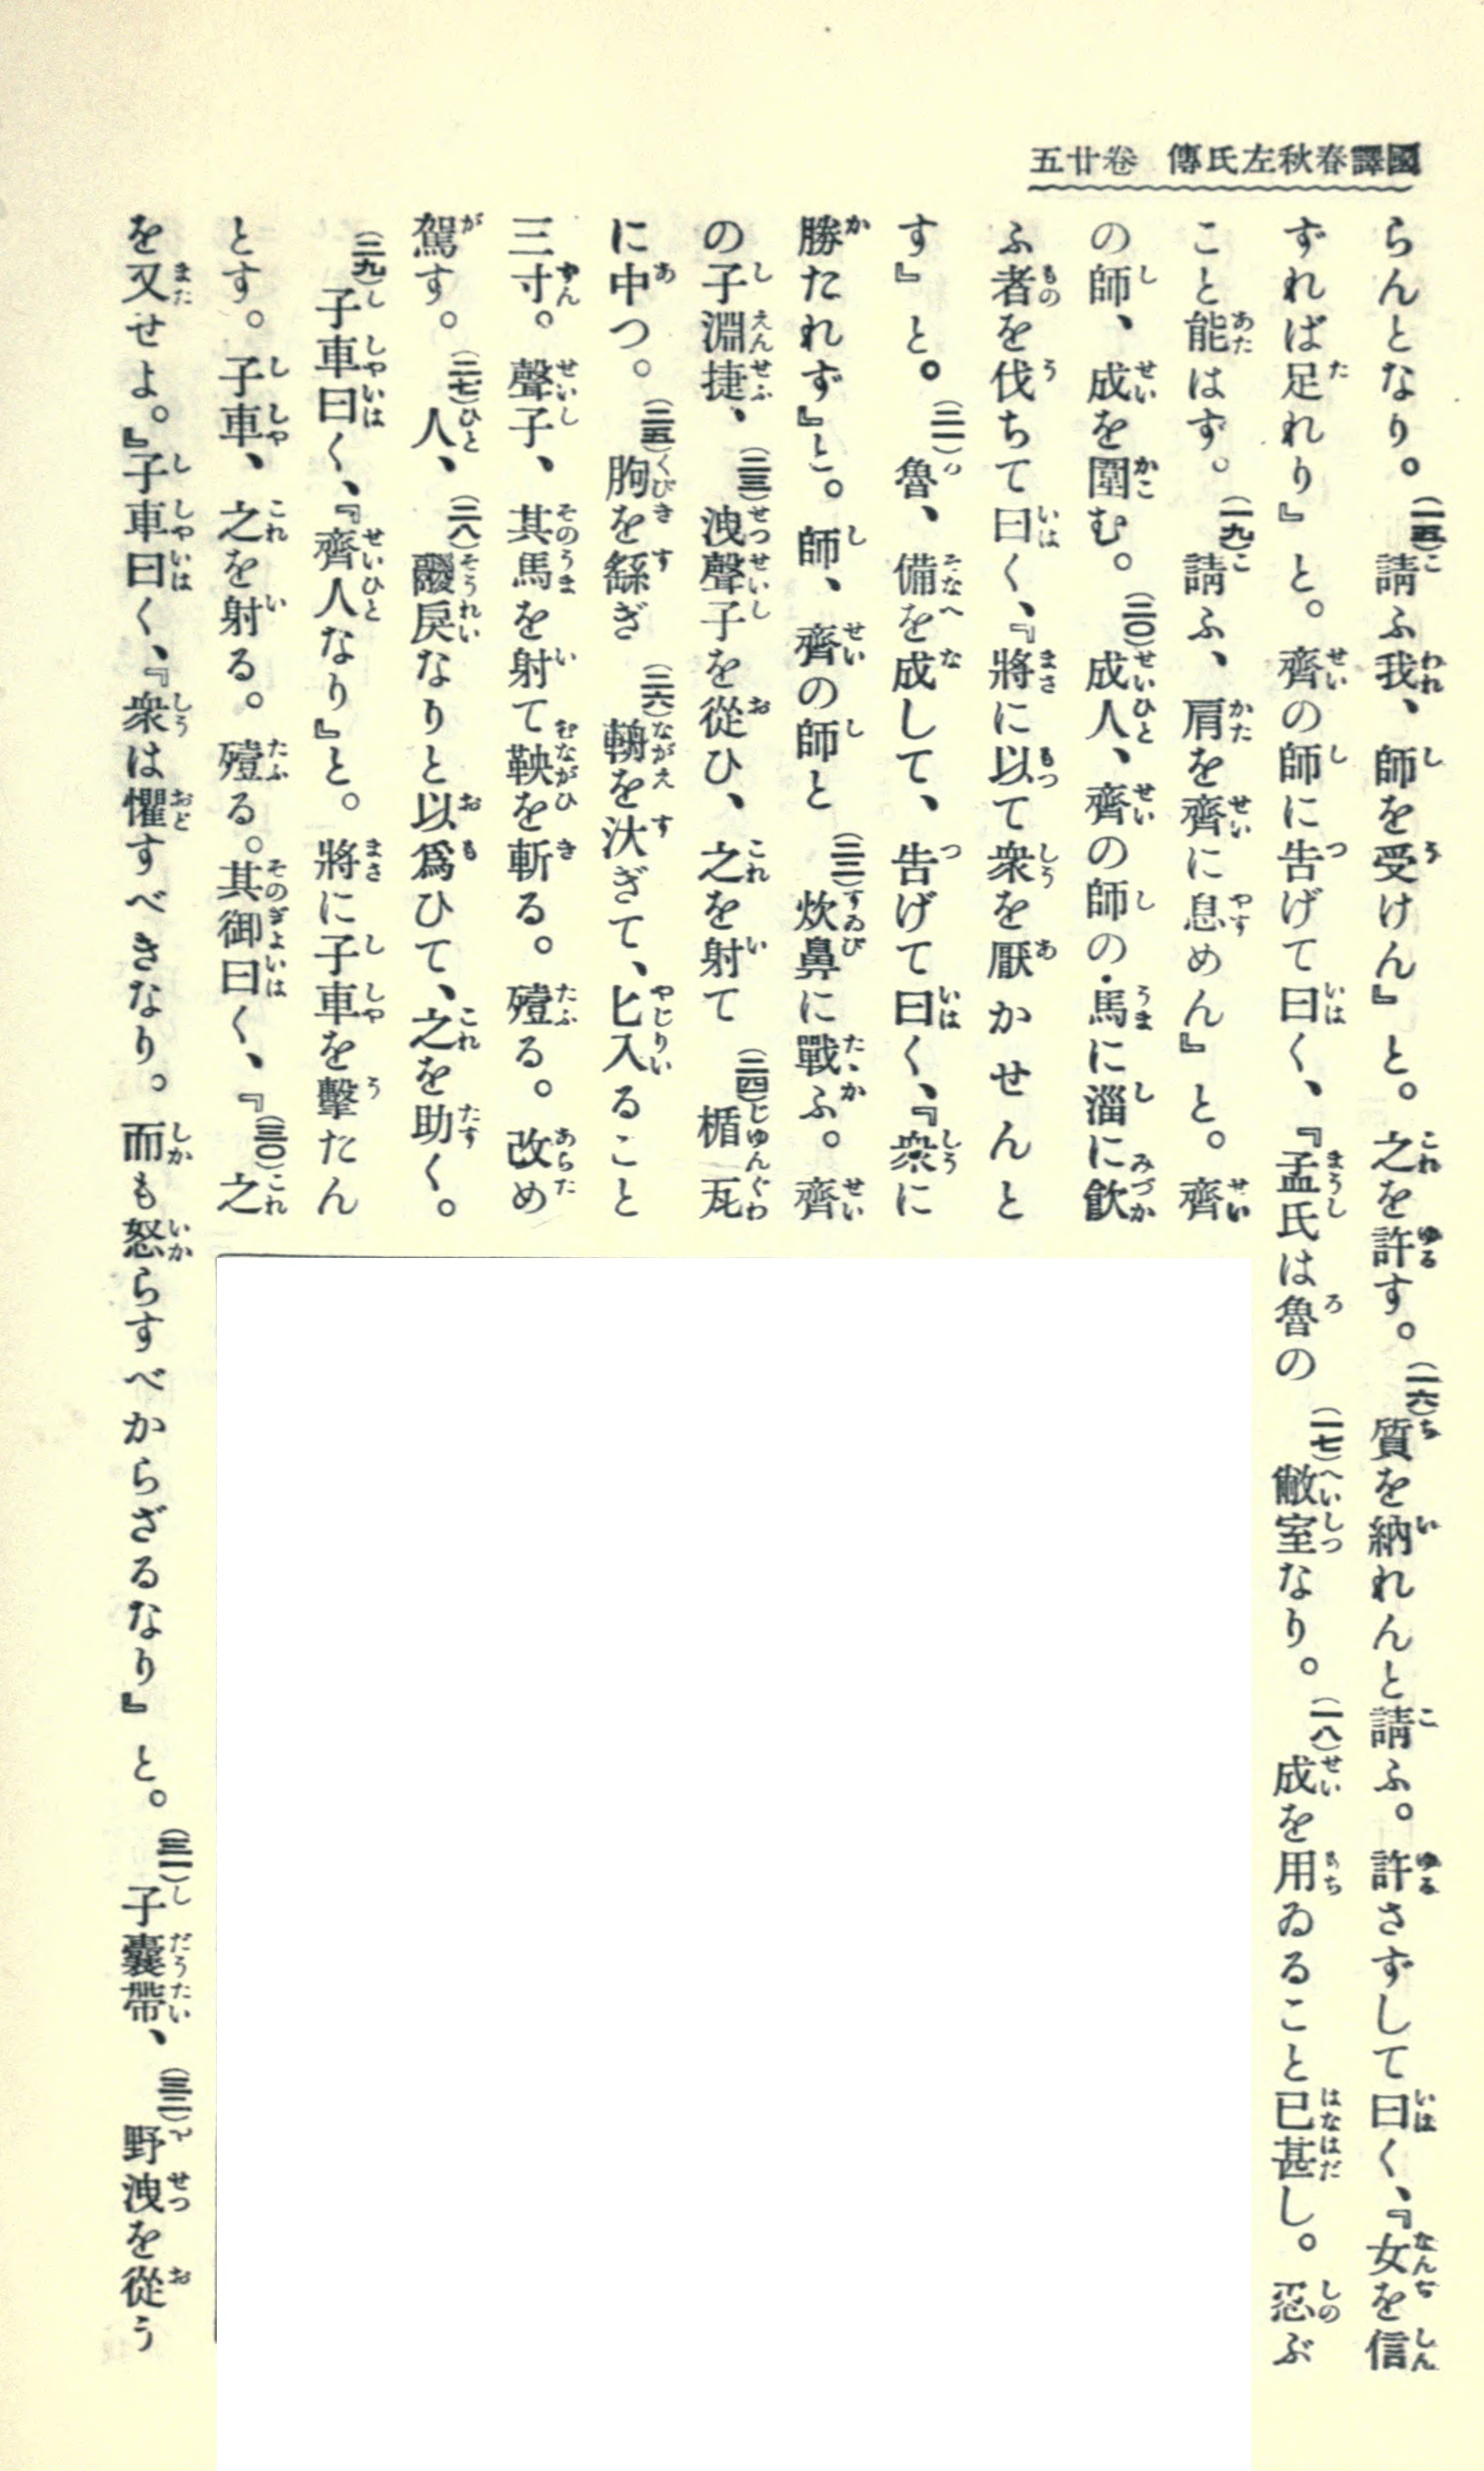 國譯春秋左氏傳 卷廿五
らんとなり。(一五)請ふ我、師を受けん』と。之を許す。(一六)質を納れんと請ふ。許さずして曰く、『女を信
ずれば足れり』と。齊の師に告げて曰く、『孟氏は魯の(一七)敝室なり。(一八)成を用ゐること已甚し。忍ぶ
こと能はず。(一九)請ふ、肩を齊に息めん』と。齊
の師、成を圍む。(二〇)成人、齊の師の馬に淄に飮
ふ者を伐ちて曰く、『將に以て衆を厭かせんと
す』と。(二一)魯、備を成して、告げて曰く、『衆に
勝たれず』と。師、齊の師と(二二)炊鼻に戰ふ。齊
の子淵捷、(二三)洩聲子を從ひ、之を射て(二四)楯瓦
に中つ。(二五)胊を繇ぎ(二六)輈を汏ぎて、匕入ること
三寸。聲子、其馬を射て鞅を斬る。殪る。改め
駕す。(二七)人、(二八)鬷戾なりと以爲ひて、之を助く。
(二九)子車曰く、『齊人なり』と。將に子車を擊たん
とす。子車、之を射る。殪る。其御曰く、『(三〇)之
を又せよ。』子車曰く、『衆は懼すべきなり。而も怒らすべからざるなり』と。(三一)子囊帶、(三二)野洩を從う